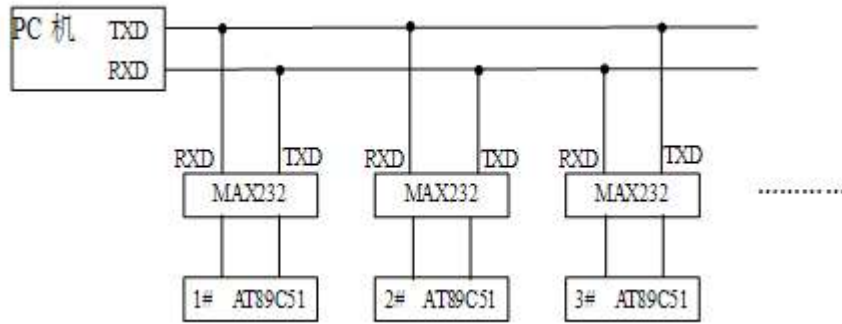 PC 机 TXD
RXD
RXD TXD RXD TXD RXD TXD
MAX232 MAX232 MAX232
1# AT89C51 2# AT89C51 3# AT89C51